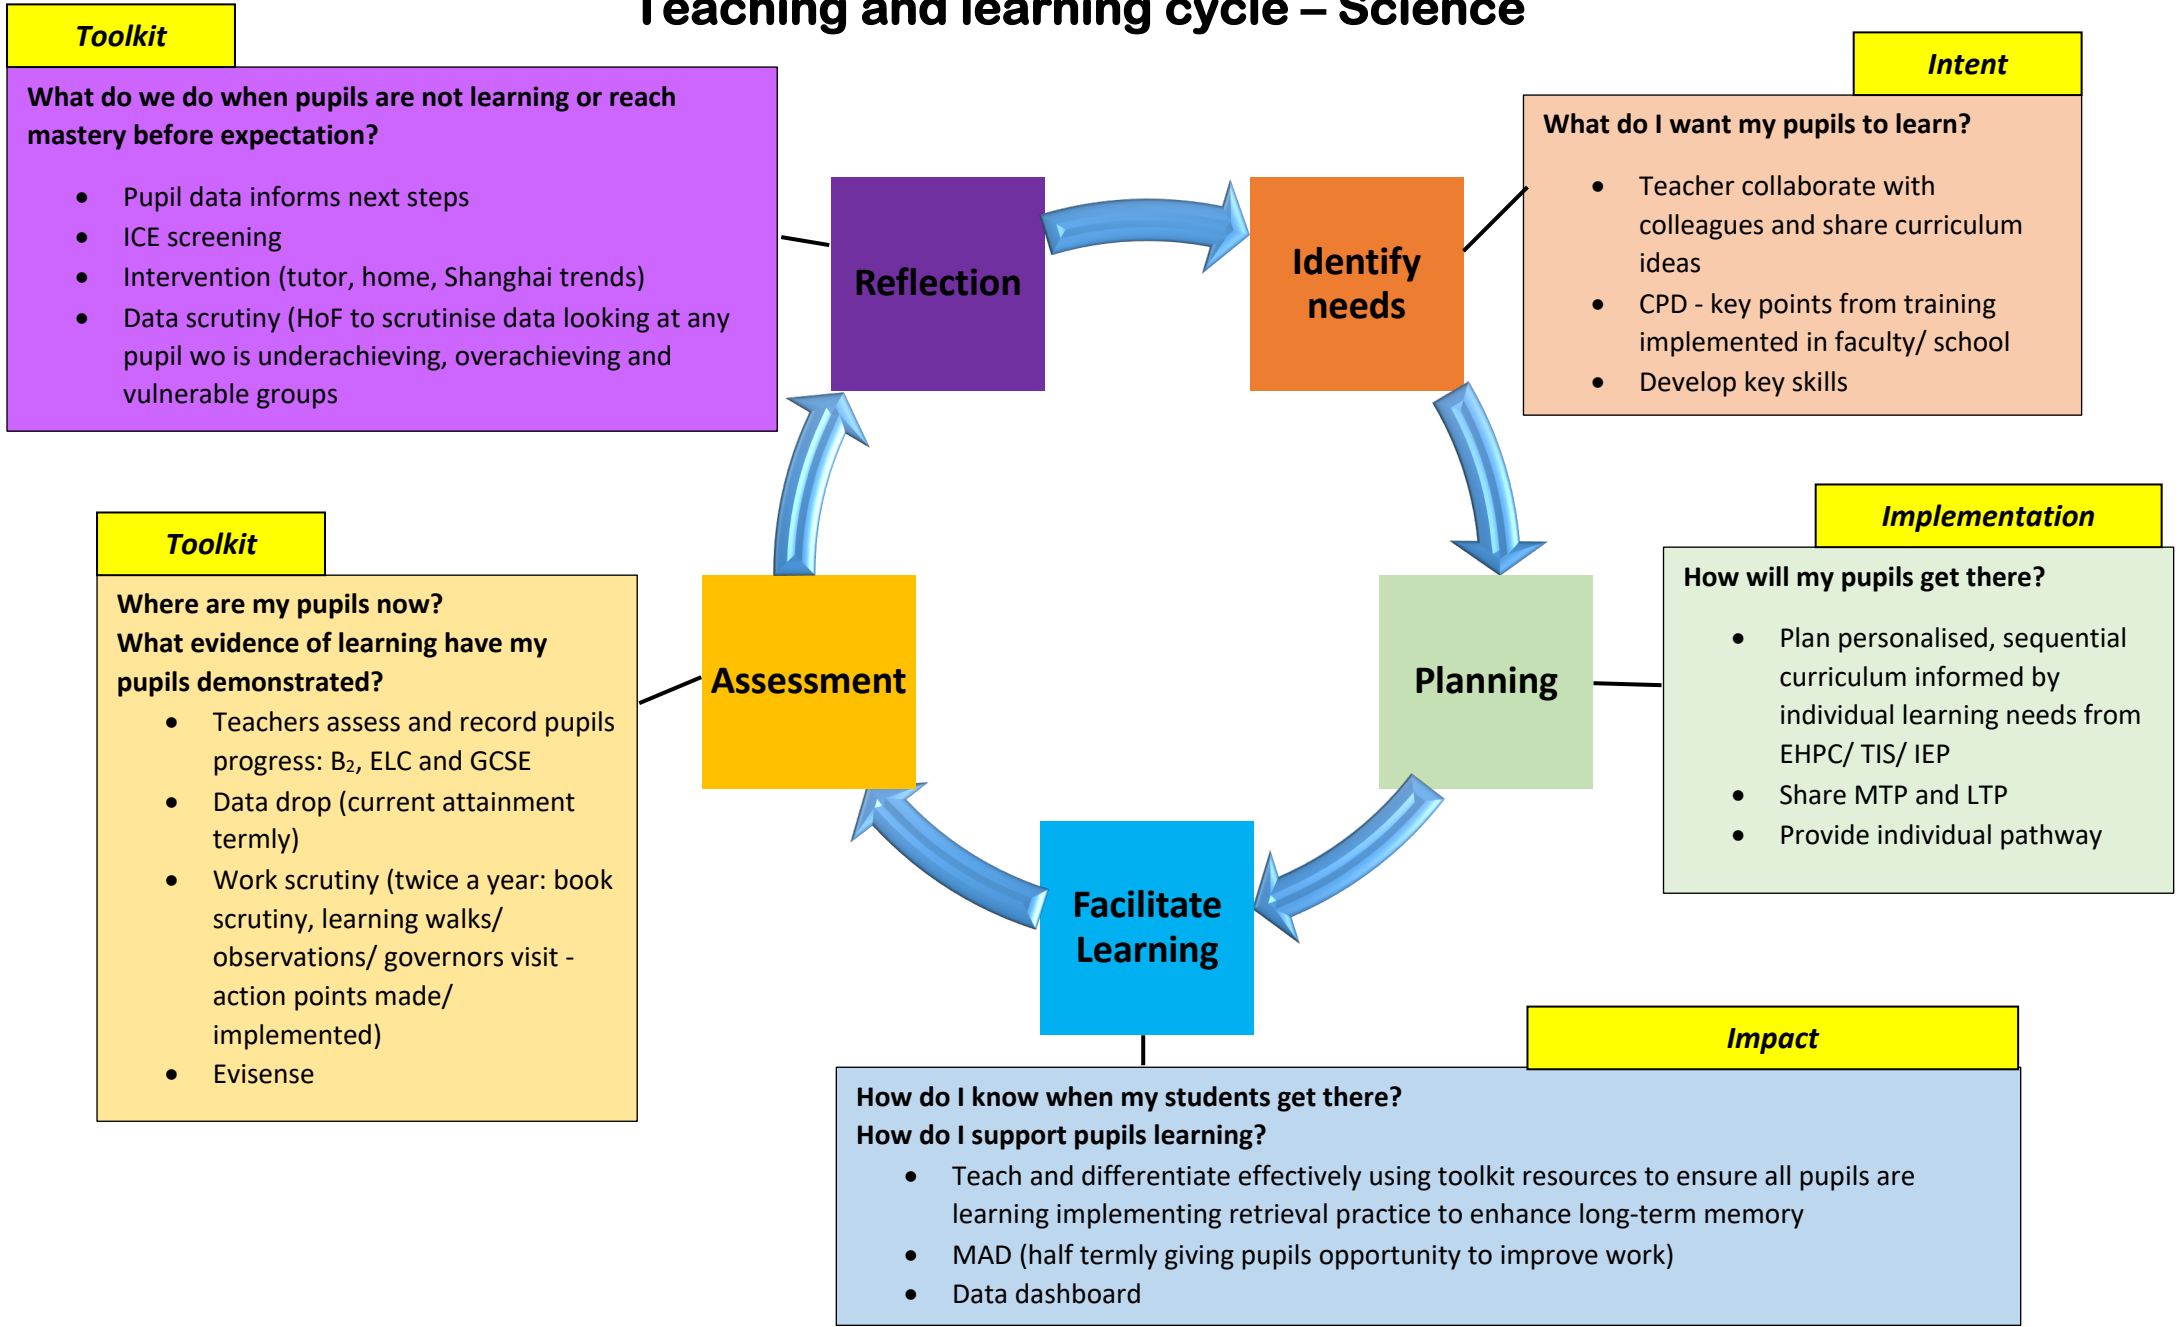 Teaching and learning cycle – Science
Toolkit
What do we do when pupils are not learning or reach
mastery before expectation?
• Pupil data informs next steps
• ICE screening
• Intervention (tutor, home, Shanghai trends)
• Data scrutiny (HoF to scrutinise data looking at any
pupil wo is underachieving, overachieving and
vulnerable groups
Reflection
Identify
needs
Intent
What do I want my pupils to learn?
• Teacher collaborate with
colleagues and share curriculum
ideas
• CPD - key points from training
implemented in faculty/ school
• Develop key skills
Implementation
How will my pupils get there?
• Plan personalised, sequential
curriculum informed by
individual learning needs from
EHPC/ TIS/ IEP
• Share MTP and LTP
• Provide individual pathway
Planning
Facilitate
Learning
Impact
How do I know when my students get there?
How do I support pupils learning?
• Teach and differentiate effectively using toolkit resources to ensure all pupils are
learning implementing retrieval practice to enhance long-term memory
• MAD (half termly giving pupils opportunity to improve work)
• Data dashboard
Assessment
Toolkit
Where are my pupils now?
What evidence of learning have my
pupils demonstrated?
• Teachers assess and record pupils
progress: B₂, ELC and GCSE
• Data drop (current attainment
termly)
• Work scrutiny (twice a year: book
scrutiny, learning walks/
observations/ governors visit -
action points made/
implemented)
• Evisense